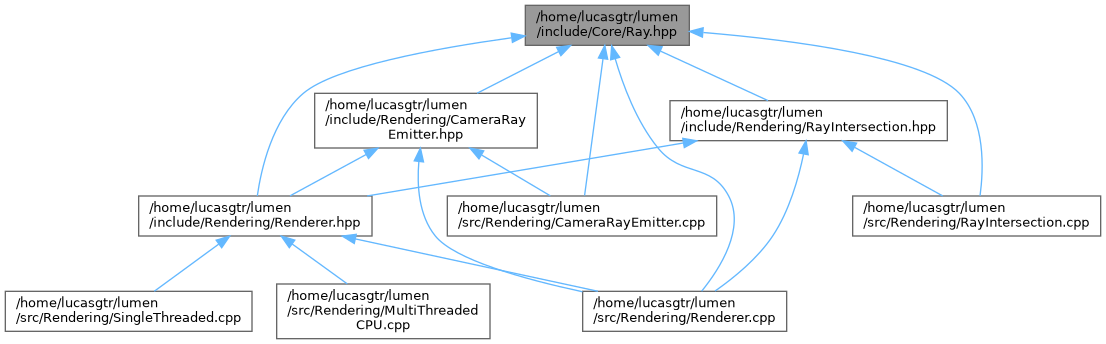 /home/lucasgtr/lumen
/include/Core/Ray.hpp
/home/lucasgtr/lumen
/include/Rendering/CameraRay
Emitter.hpp
/home/lucasgtr/lumen
/include/Rendering/RayIntersection.hpp
/home/lucasgtr/lumen
/include/Rendering/Renderer.hpp
/home/lucasgtr/lumen
/src/Rendering/CameraRayEmitter.cpp
/home/lucasgtr/lumen
/src/Rendering/RayIntersection.cpp
/home/lucasgtr/lumen
/src/Rendering/SingleThreaded.cpp
/home/lucasgtr/lumen
/src/Rendering/MultiThreaded
CPU.cpp
/home/lucasgtr/lumen
/src/Rendering/Renderer.cpp